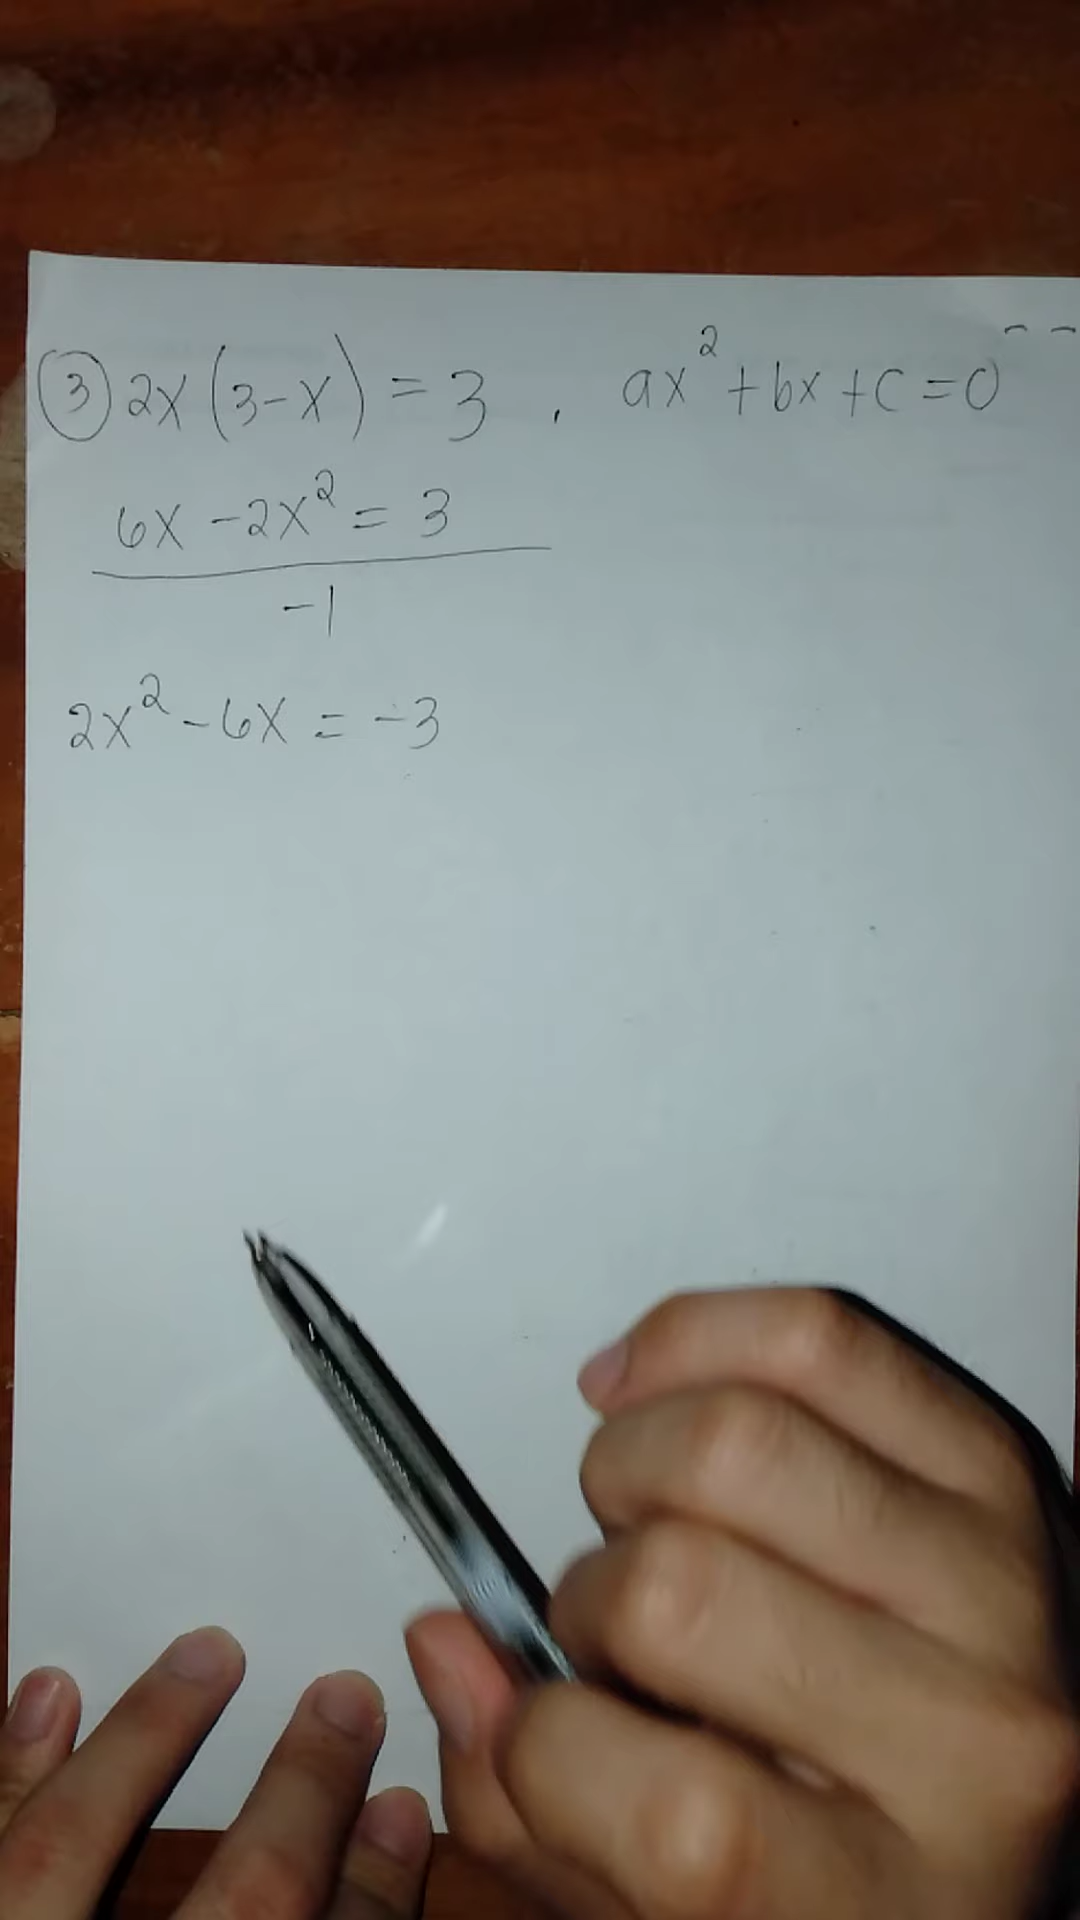 ③ 2x(3-x) = 3 , ax² + bx + c = 0
6x - 2x² = 3
-1
2x² - 6x = -3